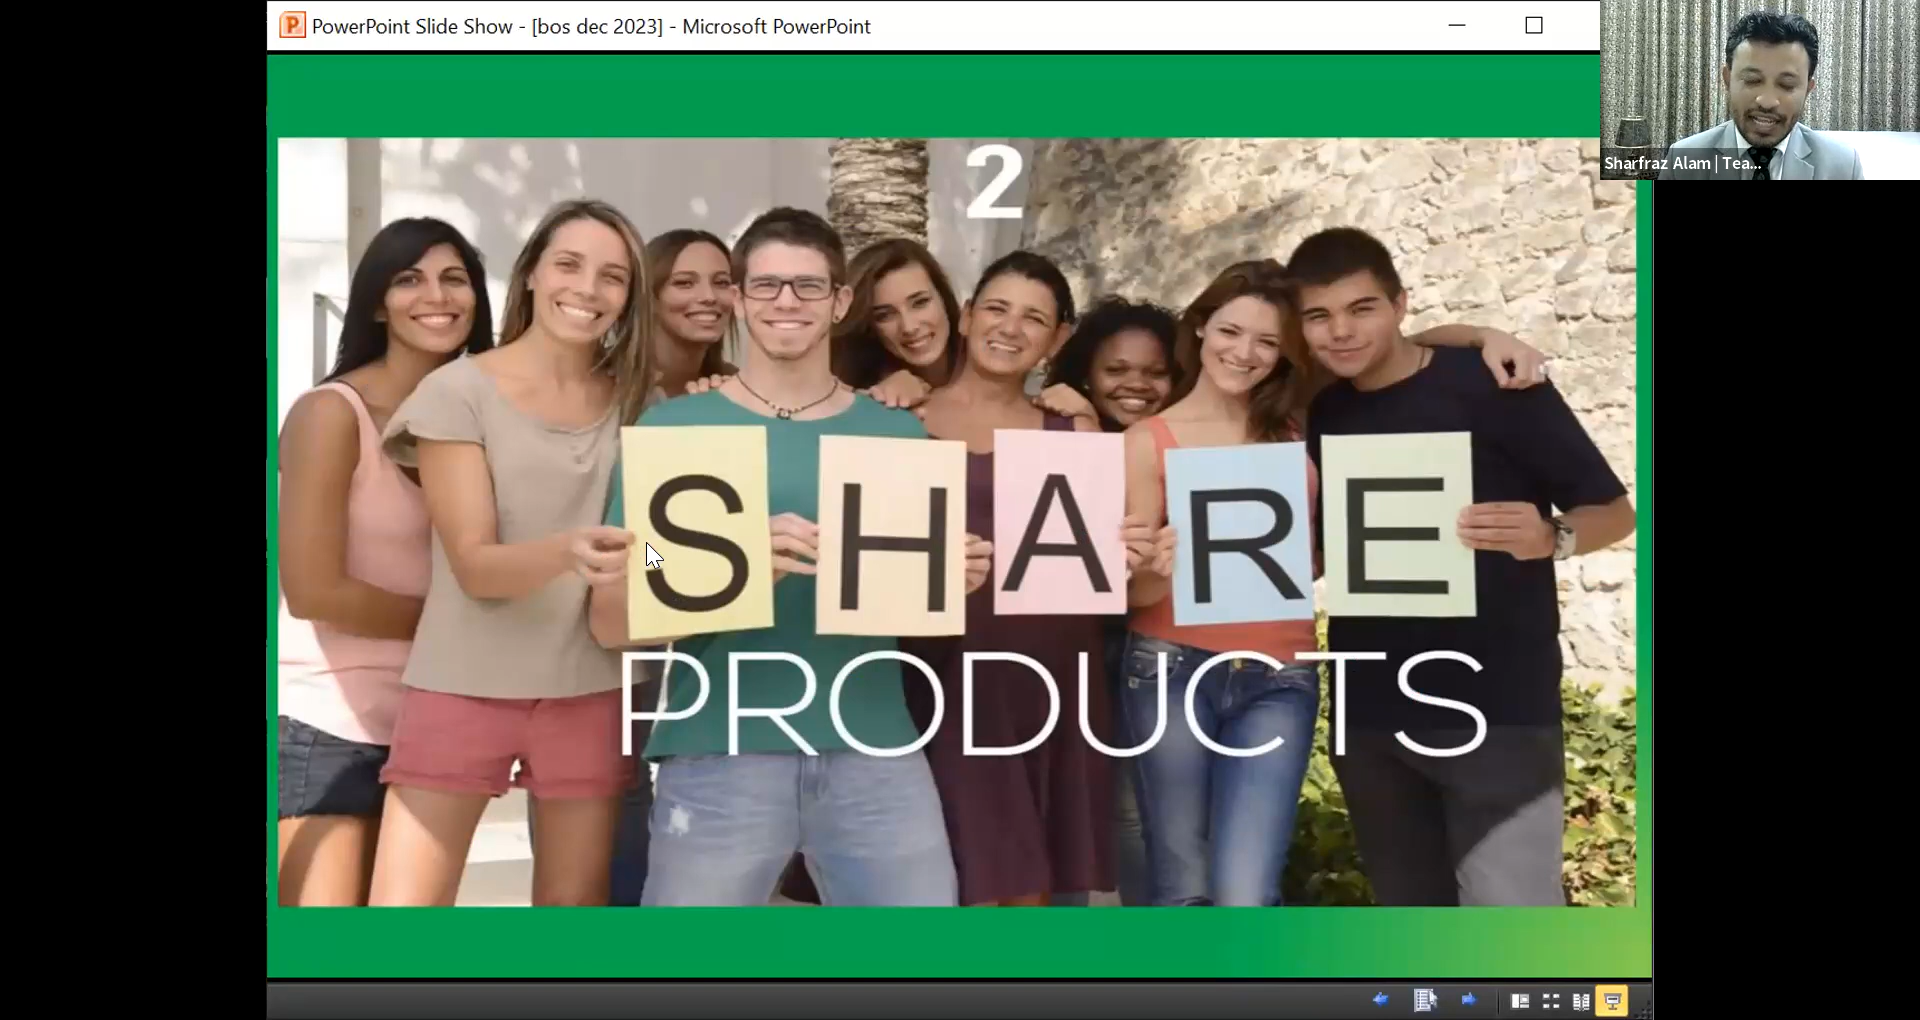 PowerPoint Slide Show - [bos dec 2023] - Microsoft PowerPoint
Sharfraz Alam | Tea...
2
SHARE
PRODUCTS